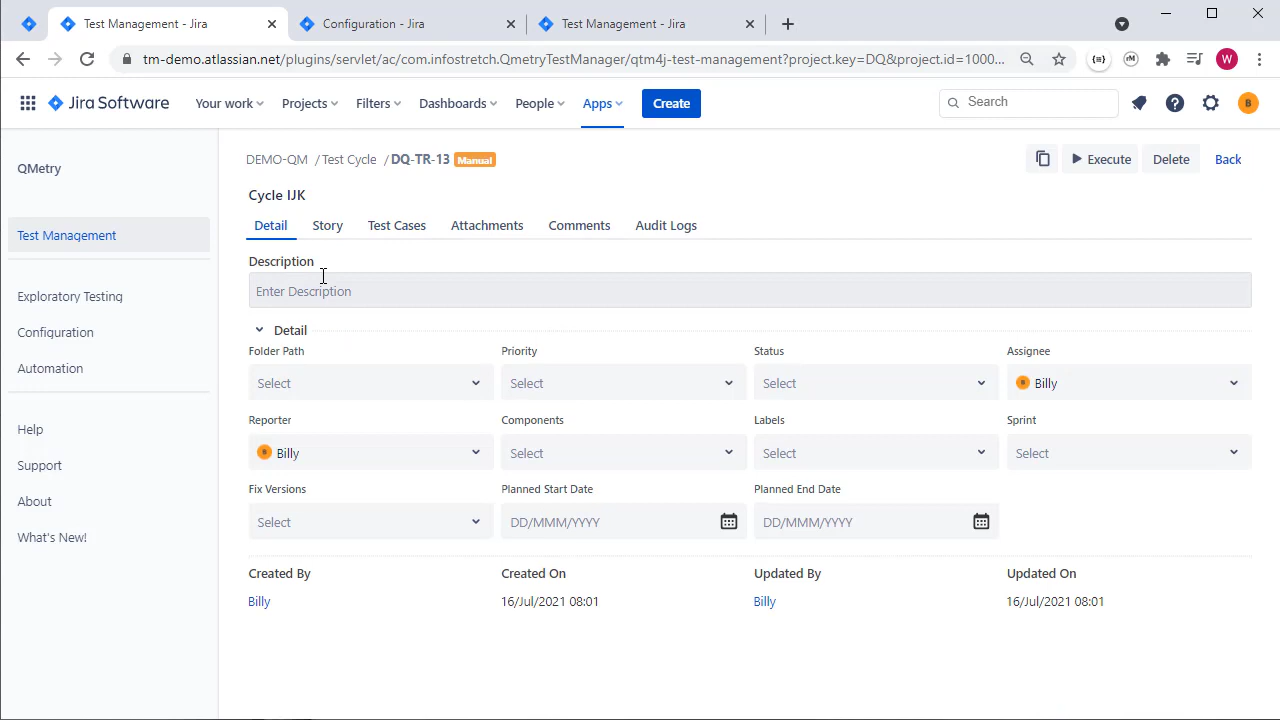 Test Management - Jira
Configuration - Jira
Test Management - Jira
tm-demo.atlassian.net/plugins/servlet/ac/com.infostretch.QmetryTestManager/qtm4j-test-management?project.key=DQ&project.id=1000...
{=}
rM
W
Jira Software
Your work
Projects
Filters
Dashboards
People
Apps
Create
Search
B
QMetry
Test Management
Exploratory Testing
Configuration
Automation
Help
Support
About
What's New!
DEMO-QM / Test Cycle / DQ-TR-13 Manual
Execute
Delete
Back
Cycle IJK
Detail
Story
Test Cases
Attachments
Comments
Audit Logs
Description
Enter Description
Detail
Folder Path
Priority
Status
Assignee
Select
Select
Select
B Billy
Reporter
Components
Labels
Sprint
B Billy
Select
Select
Select
Fix Versions
Planned Start Date
Planned End Date
Select
DD/MMM/YYYY
DD/MMM/YYYY
Created By
Created On
Updated By
Updated On
Billy
16/Jul/2021 08:01
Billy
16/Jul/2021 08:01